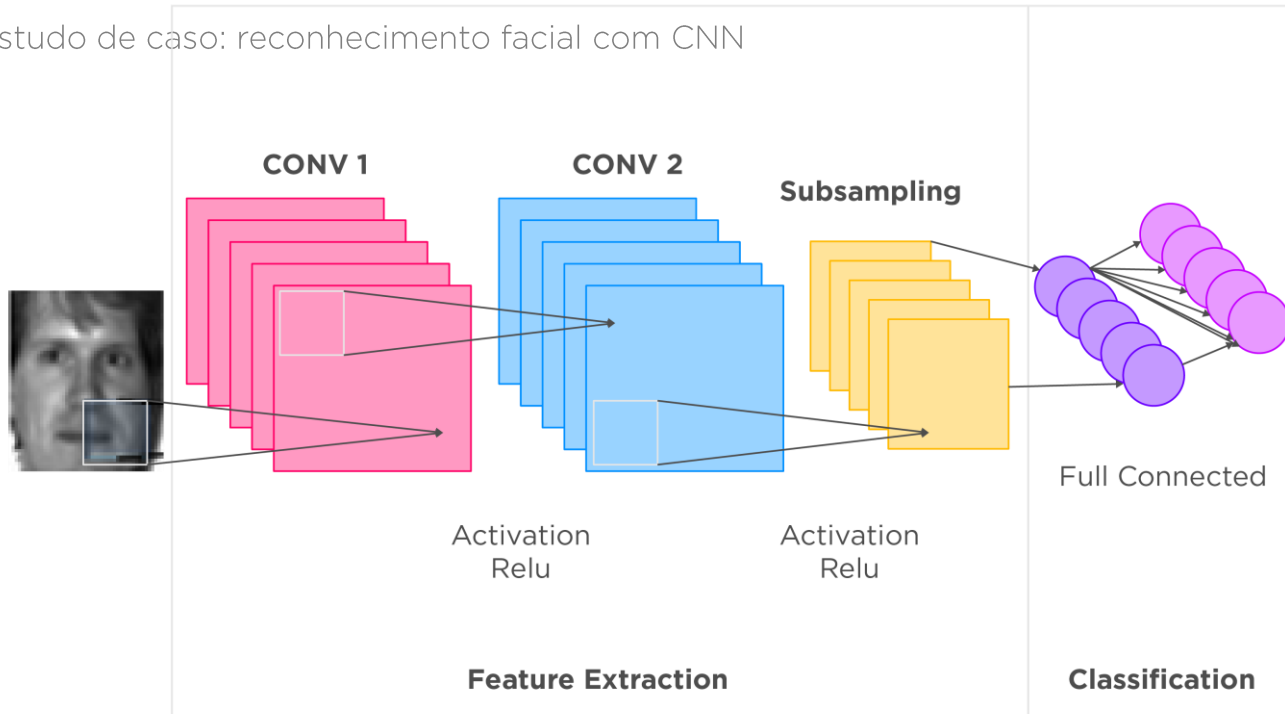 studo de caso: reconhecimento facial com CNN
CONV 1
CONV 2
Subsampling
Full Connected
Activation
Relu
Activation
Relu
Feature Extraction
Classification